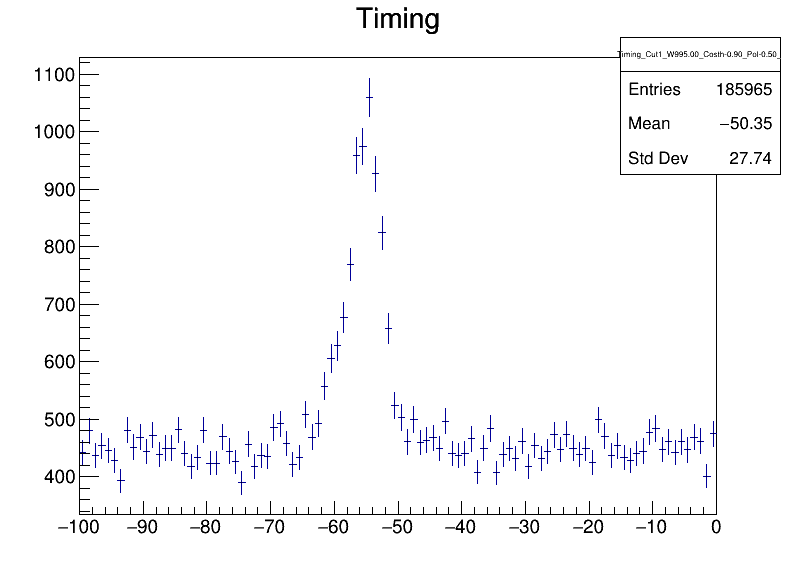 Timing
Timing_Cut1_W995.00_Costh-0.90_Pol-0.50_
Entries 185965
Mean −50.35
Std Dev 27.74
1100
1000
900
800
700
600
500
400
−100 −90 −80 −70 −60 −50 −40 −30 −20 −10 0